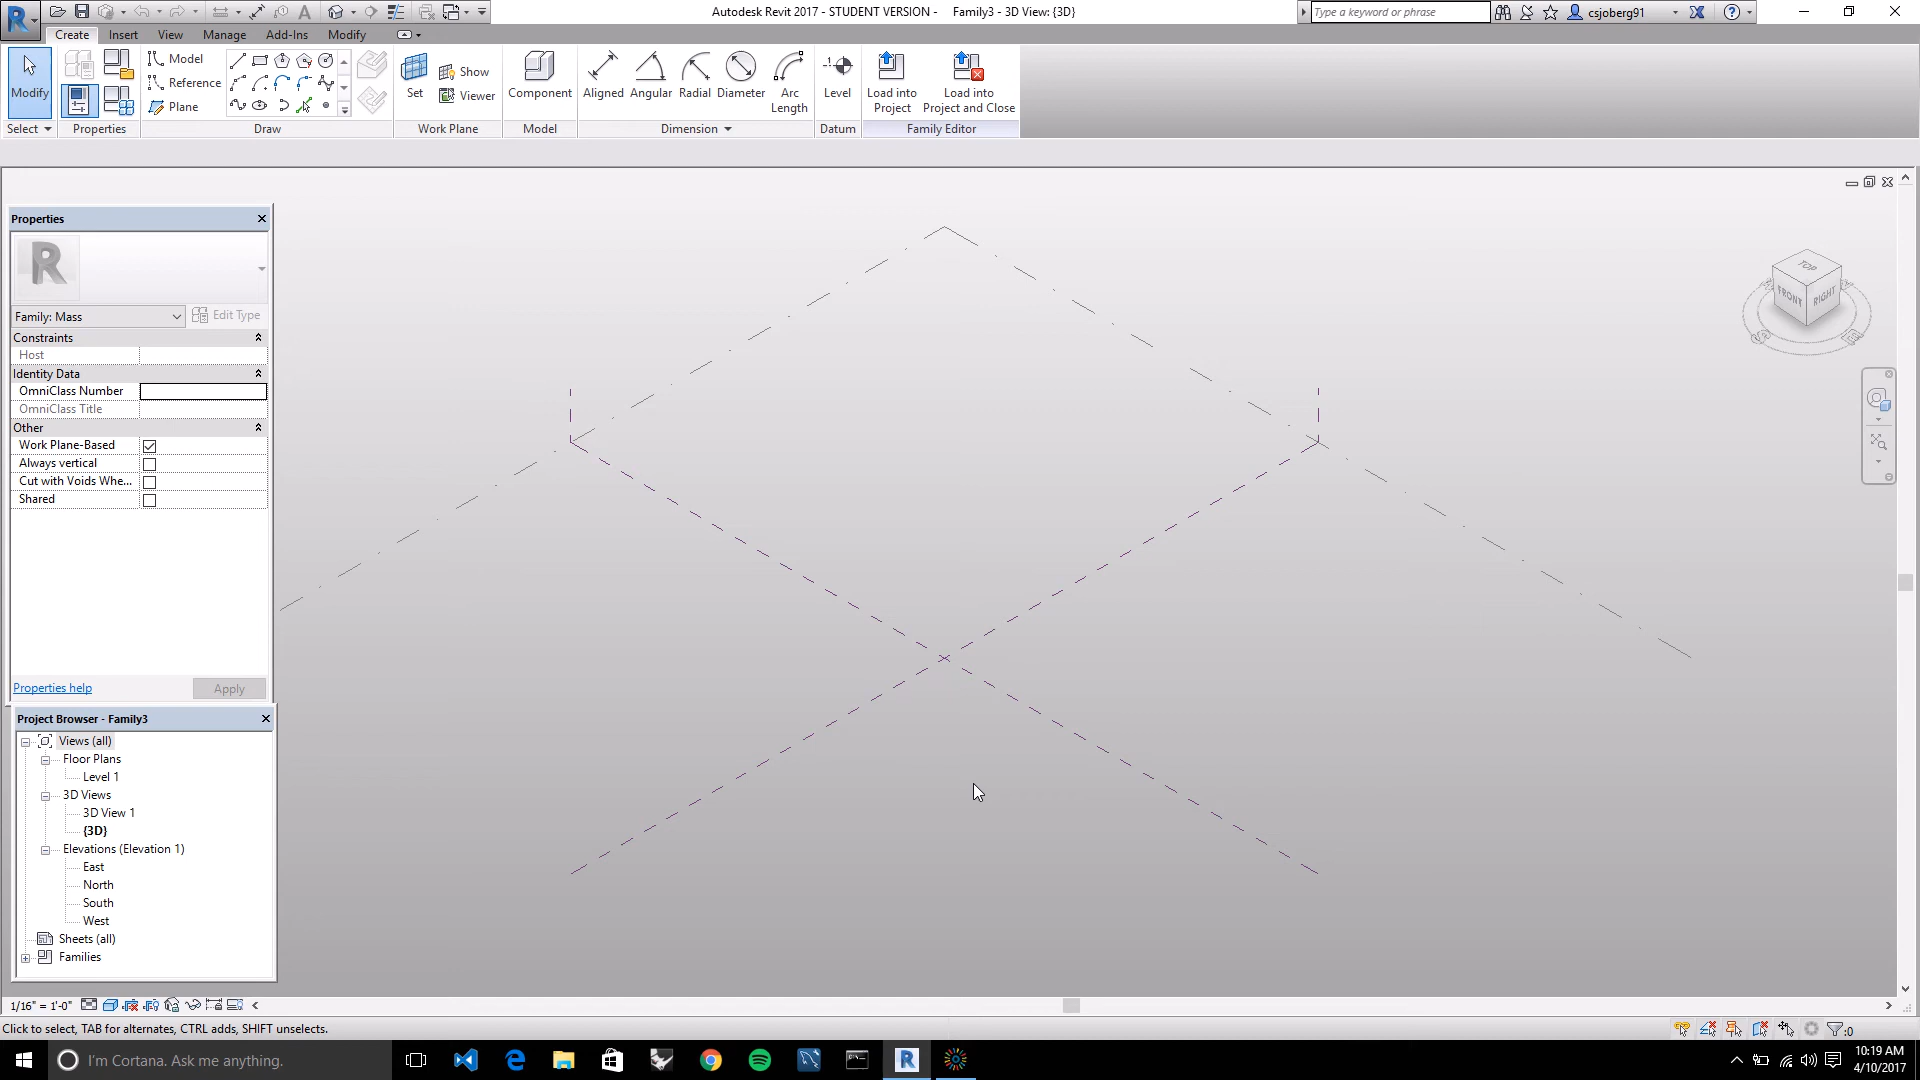 Autodesk Revit 2017 - STUDENT VERSION - Family3 - 3D View: {3D}
Type a keyword or phrase
csjoberg91
Create Insert View Manage Add-Ins Modify
Modify
Model
Reference
Plane
Set
Show
Viewer
Component
Aligned Angular Radial Diameter Arc Length
Level
Load into Project
Load into Project and Close
Select Properties Draw Work Plane Model Dimension Datum Family Editor
Properties
R
Family: Mass Edit Type
Constraints
Host
Identity Data
OmniClass Number
OmniClass Title
Other
Work Plane-Based
Always vertical
Cut with Voids Whe...
Shared
Properties help Apply
Project Browser - Family3
Views (all)
Floor Plans
Level 1
3D Views
3D View 1
{3D}
Elevations (Elevation 1)
East
North
South
West
Sheets (all)
Families
TOP
FRONT RIGHT
S E
1/16" = 1'-0"
Click to select, TAB for alternates, CTRL adds, SHIFT unselects.
:0
I'm Cortana. Ask me anything.
10:19 AM
4/10/2017